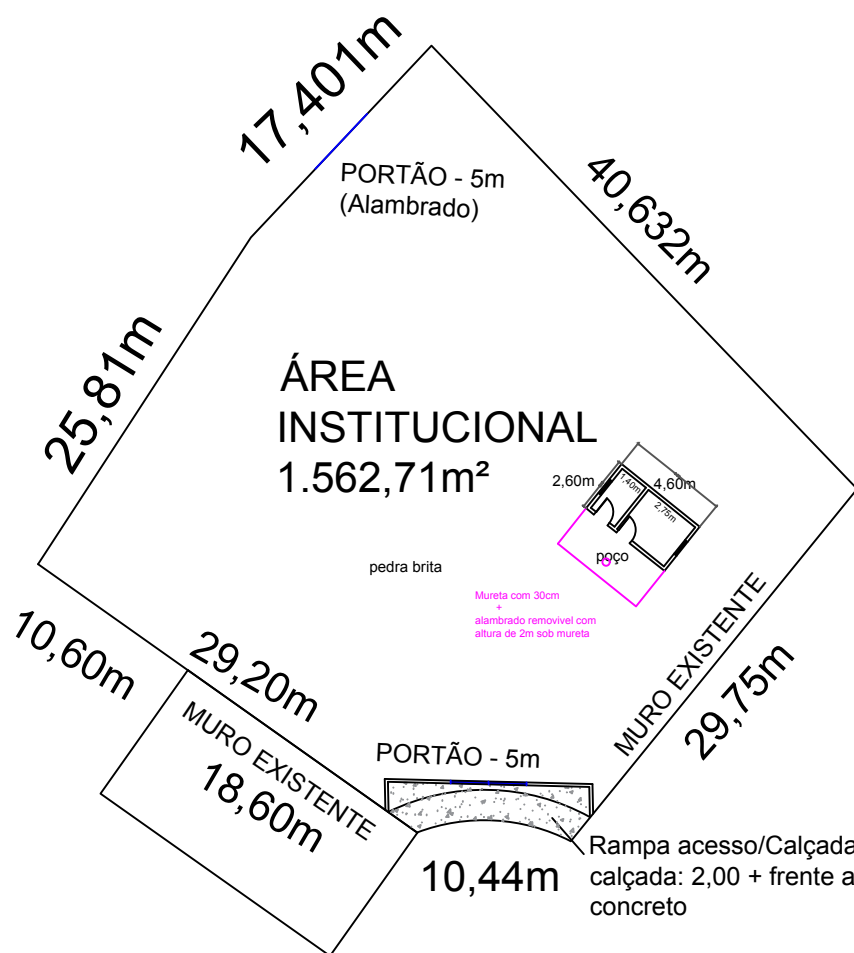 17,401m
PORTÃO - 5m
(Alambrado)
40,632m
25,81m
ÁREA
INSTITUCIONAL
1.562,71m²
2,60m
1,40m
4,60m
2,75m
poço
pedra brita
Mureta com 30cm
+
alambrado removivel com
altura de 2m sob mureta
MURO EXISTENTE
29,75m
10,60m
29,20m
MURO EXISTENTE
18,60m
PORTÃO - 5m
10,44m
Rampa acesso/Calçada
calçada: 2,00 + frente a
concreto